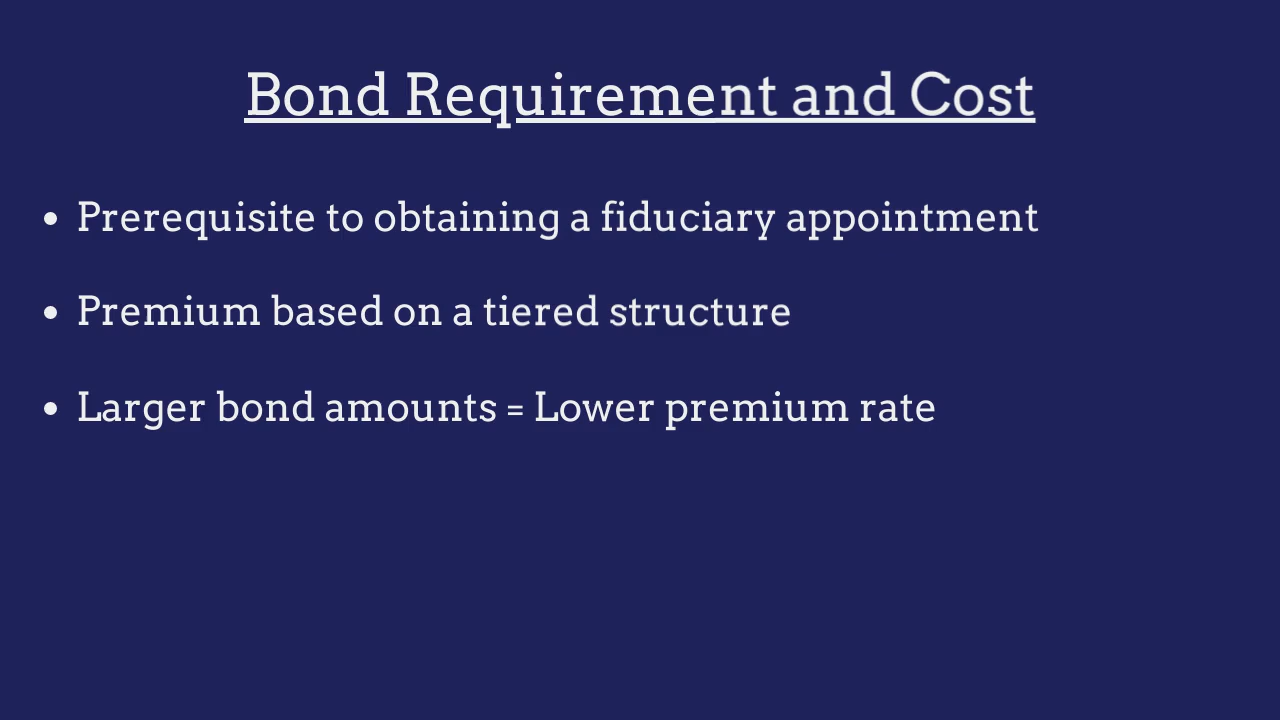 Bond Requirement and Cost
• Prerequisite to obtaining a fiduciary appointment
• Premium based on a tiered structure
• Larger bond amounts = Lower premium rate